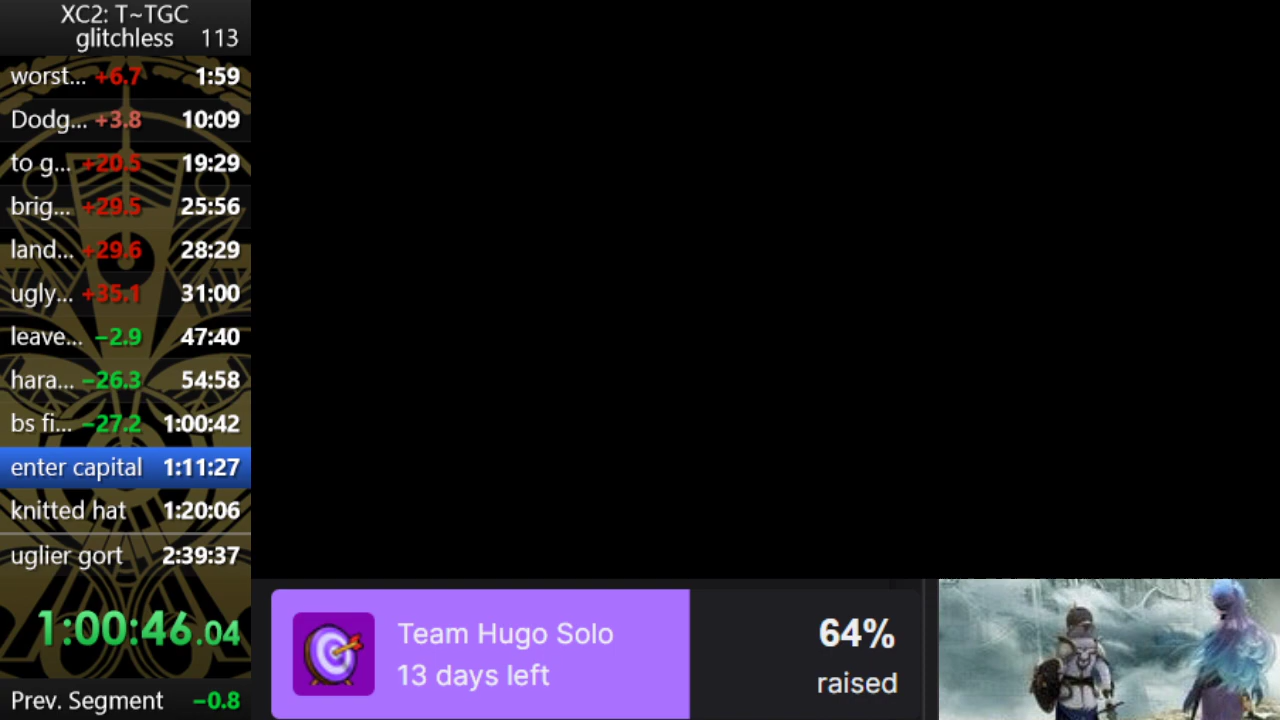 XC2: T~TGC
glitchless 113
worst... +6.7 1:59
Dodg... +3.8 10:09
to g... +20.5 19:29
brig... +29.5 25:56
land... +29.6 28:29
ugly... +35.1 31:00
leave... −2.9 47:40
hara... −26.3 54:58
bs fi... −27.2 1:00:42
enter capital 1:11:27
knitted hat 1:20:06
uglier gort 2:39:37
1:00:46.04
Prev. Segment −0.8
Team Hugo Solo
13 days left
64%
raised